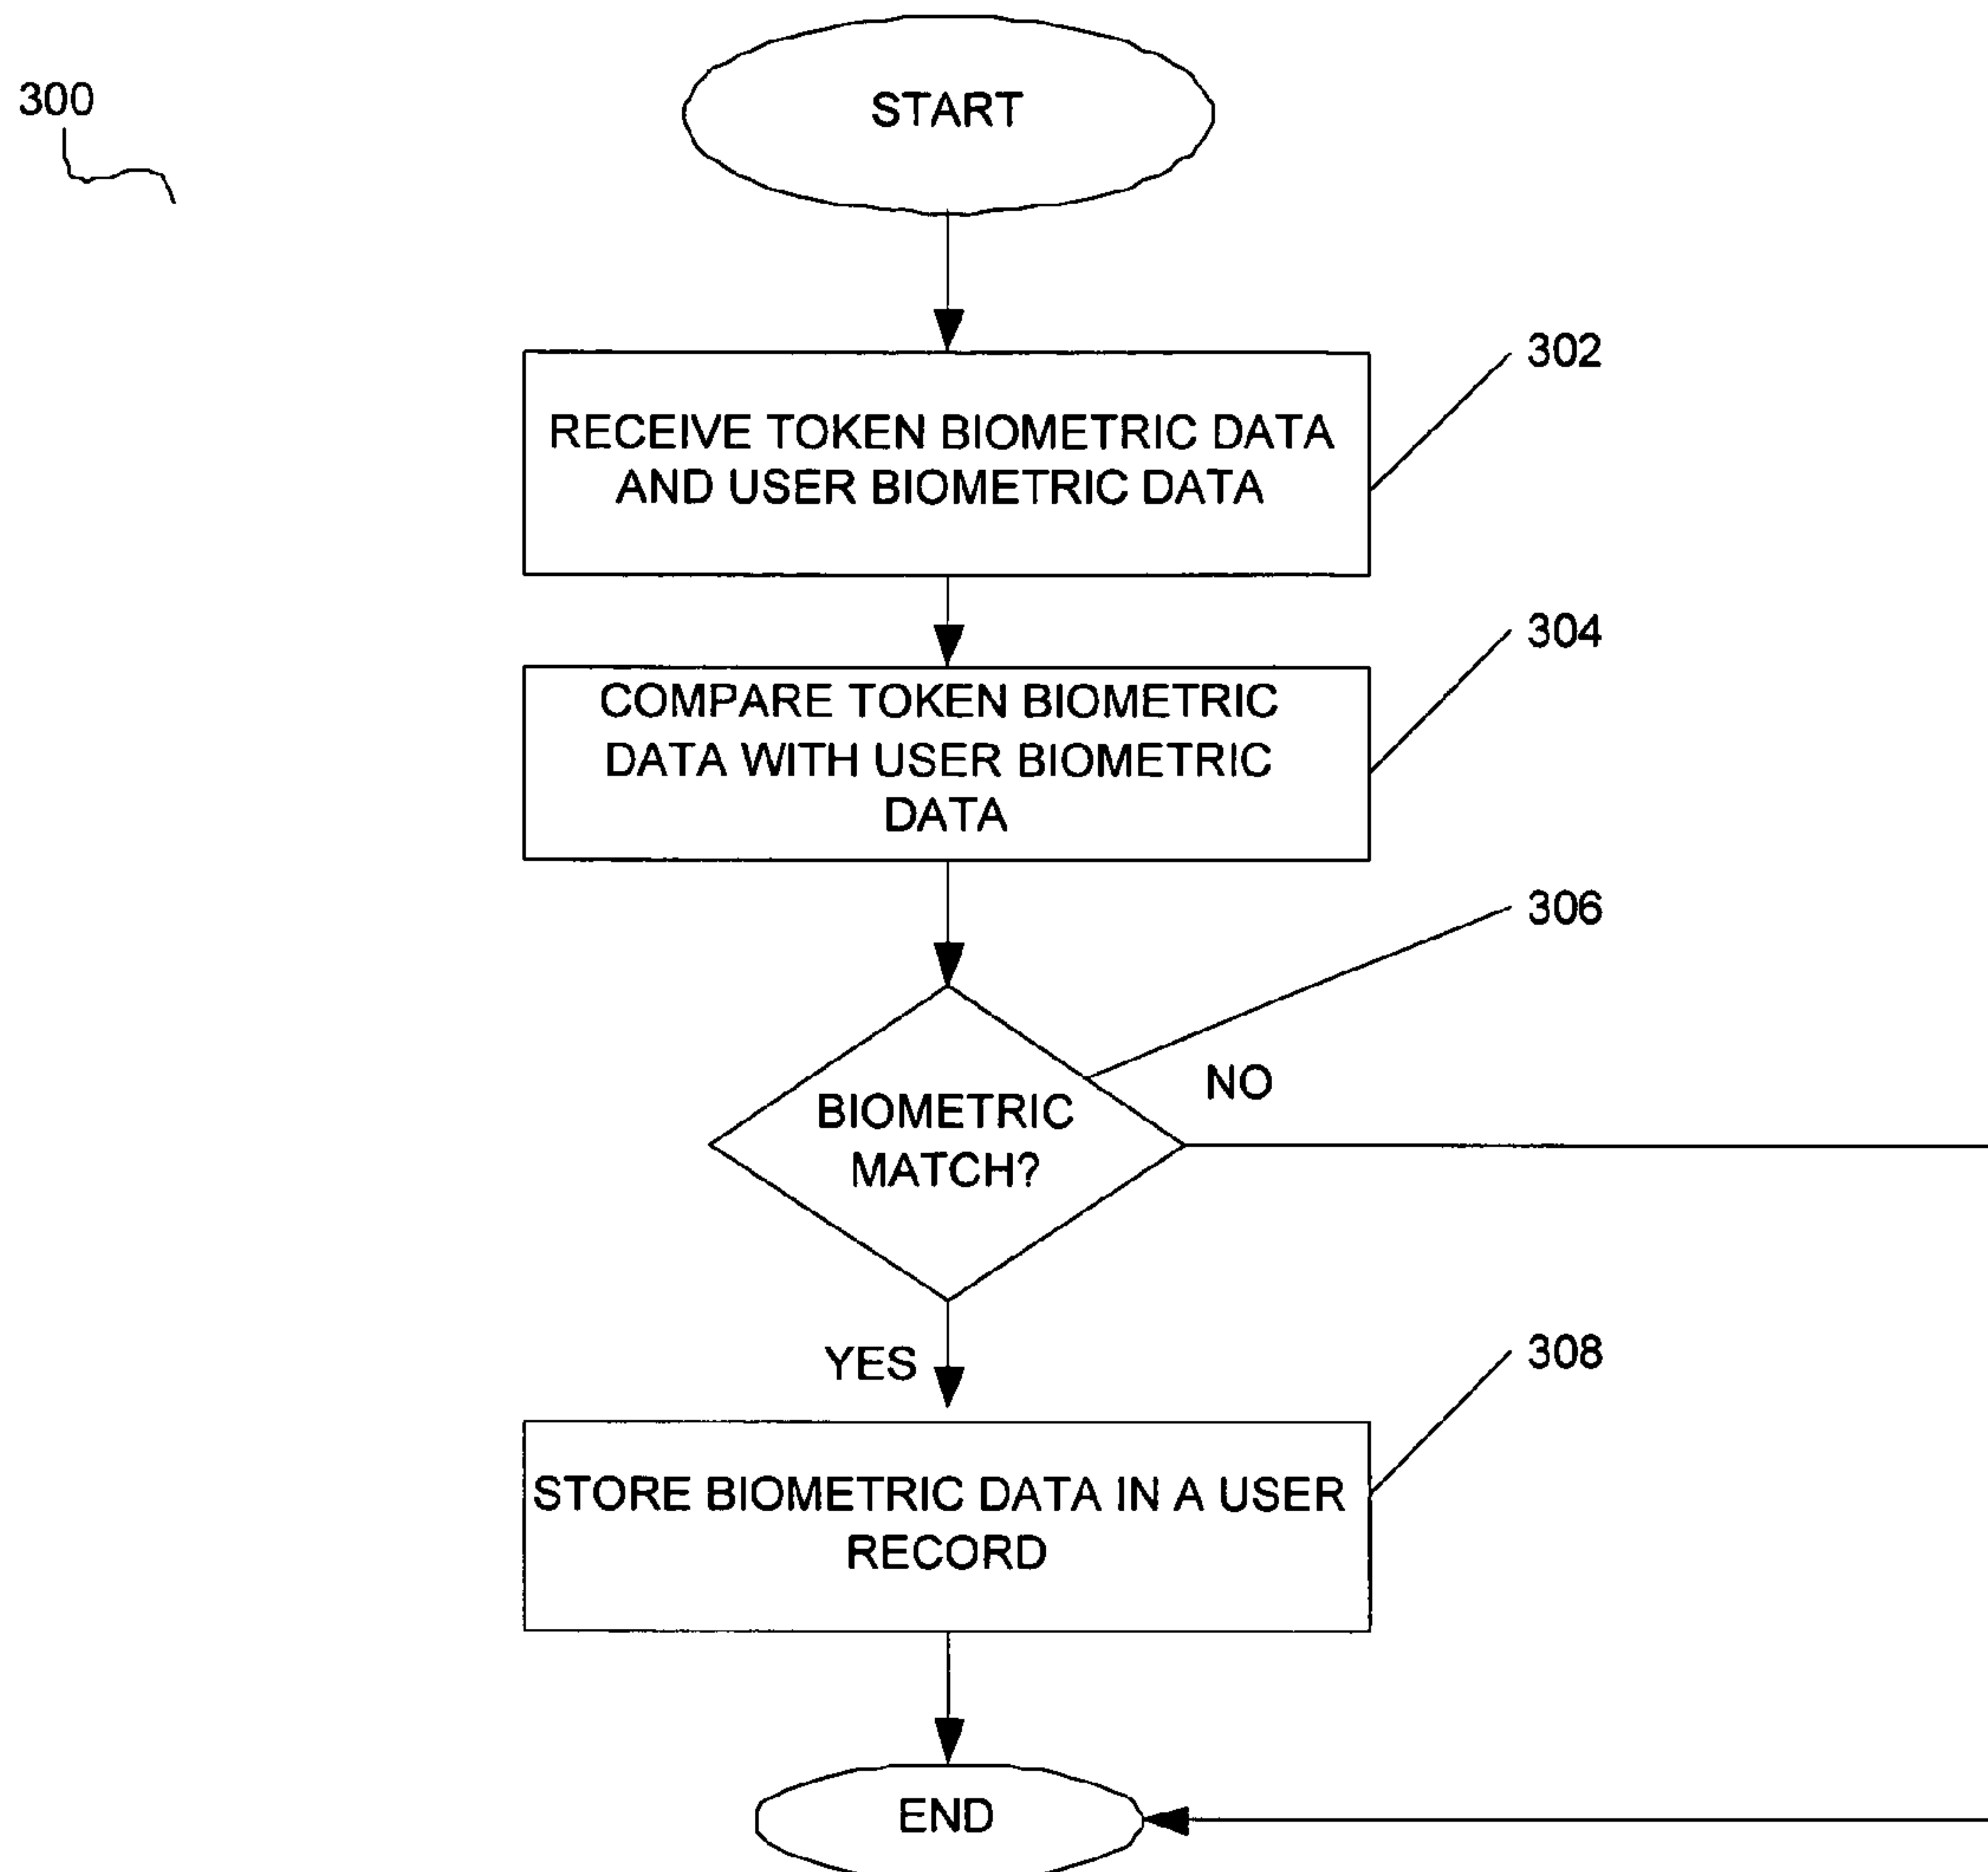 300
START
302
RECEIVE TOKEN BIOMETRIC DATA
AND USER BIOMETRIC DATA
304
COMPARE TOKEN BIOMETRIC
DATA WITH USER BIOMETRIC
DATA
306
NO
BIOMETRIC
MATCH?
YES
308
STORE BIOMETRIC DATA IN A USER
RECORD
END